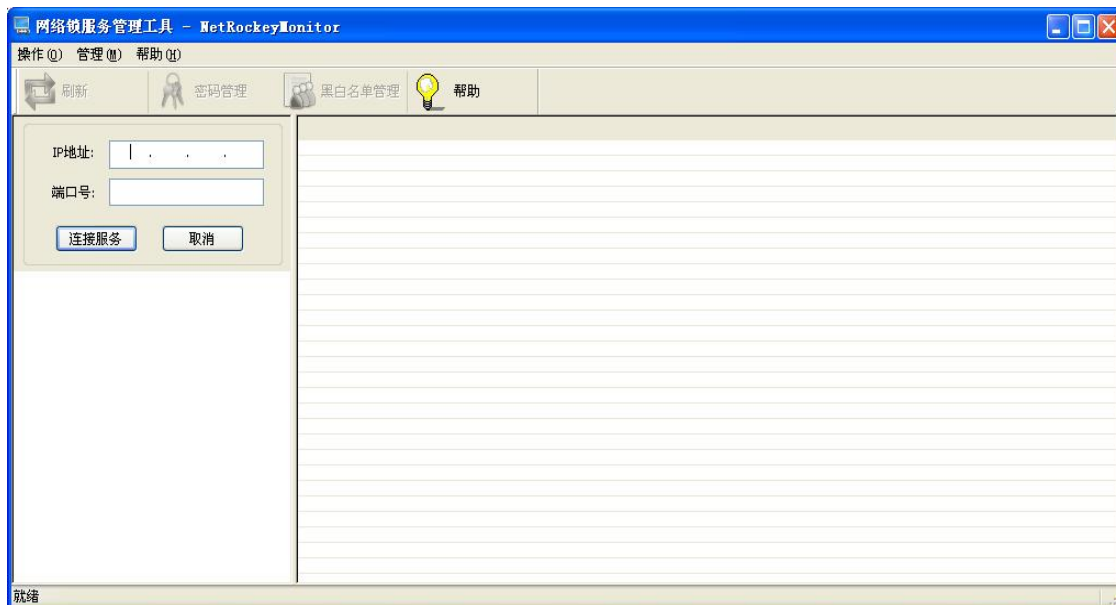 网络锁服务管理工具 - NetRockeyMonitor
操作(O) 管理(M) 帮助(H)
刷新 密码管理 黑白名单管理 帮助
IP地址: . . .
端口号:
连接服务 取消
就绪